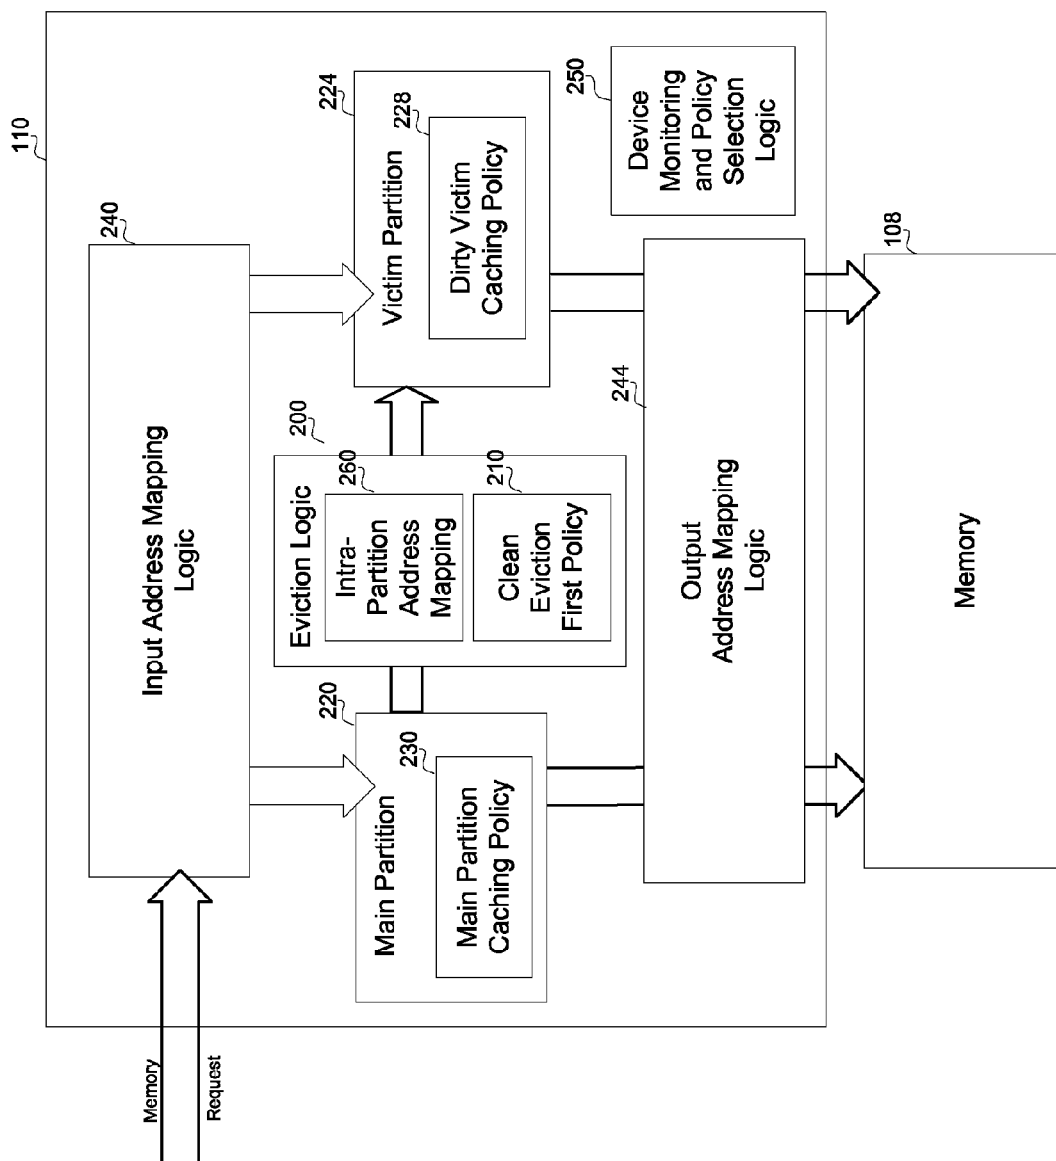 110
240
Input Address Mapping
Logic
Memory
Request
220
Main Partition
230
Main Partition
Caching Policy
200
Eviction Logic
260
Intra-
Partition
Address
Mapping
210
Clean
Eviction
First Policy
224
Victim Partition
228
Dirty Victim
Caching Policy
250
Device
Monitoring
and Policy
Selection
Logic
244
Output
Address Mapping
Logic
108
Memory